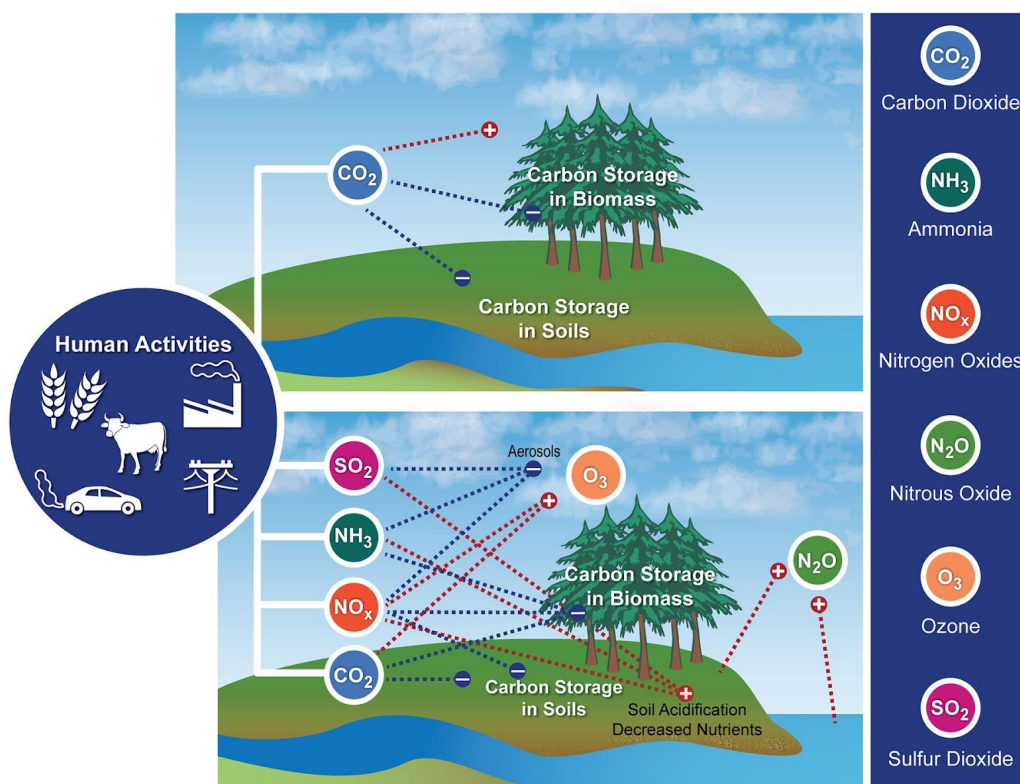 Human Activities
CO₂
+
−
−
Carbon Storage
in Biomass
Carbon Storage
in Soils
SO₂
NH₃
NOₓ
CO₂
Aerosols
−
+
O₃
Carbon Storage
in Biomass
−
−
−
Carbon Storage
in Soils
+
Soil Acidification
Decreased Nutrients
+
N₂O
+
CO₂
Carbon Dioxide
NH₃
Ammonia
NOₓ
Nitrogen Oxides
N₂O
Nitrous Oxide
O₃
Ozone
SO₂
Sulfur Dioxide